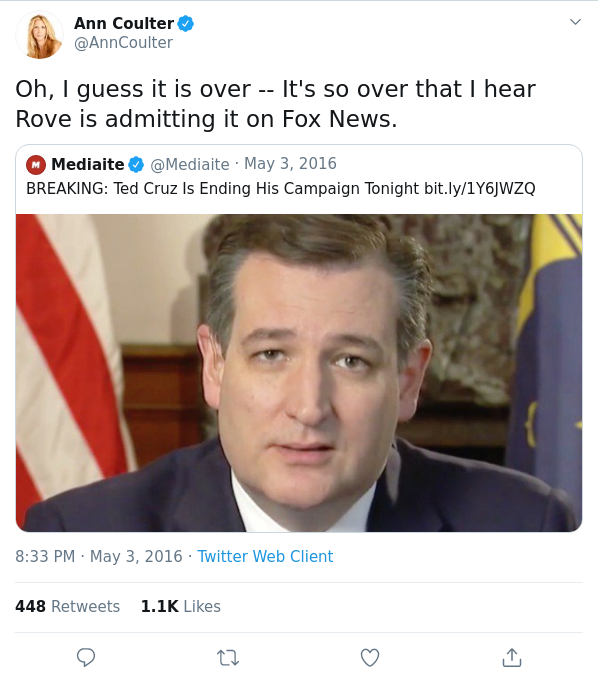 Ann Coulter
@AnnCoulter
Oh, I guess it is over -- It's so over that I hear
Rove is admitting it on Fox News.
M Mediaite @Mediaite · May 3, 2016
BREAKING: Ted Cruz Is Ending His Campaign Tonight bit.ly/1Y6JWZQ
8:33 PM · May 3, 2016 · Twitter Web Client
448 Retweets 1.1K Likes